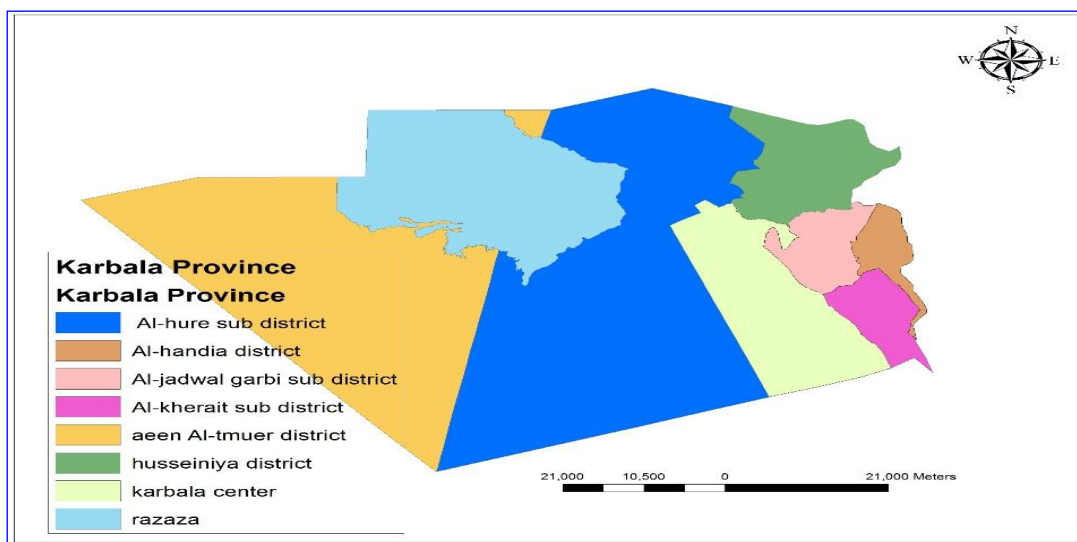 N
W E
S
Karbala Province
Karbala Province
Al-hure sub district
Al-handia district
Al-jadwal garbi sub district
Al-kherait sub district
aeen Al-tmuer district
husseiniya district
karbala center
razaza
21,000 10,500 0 21,000 Meters